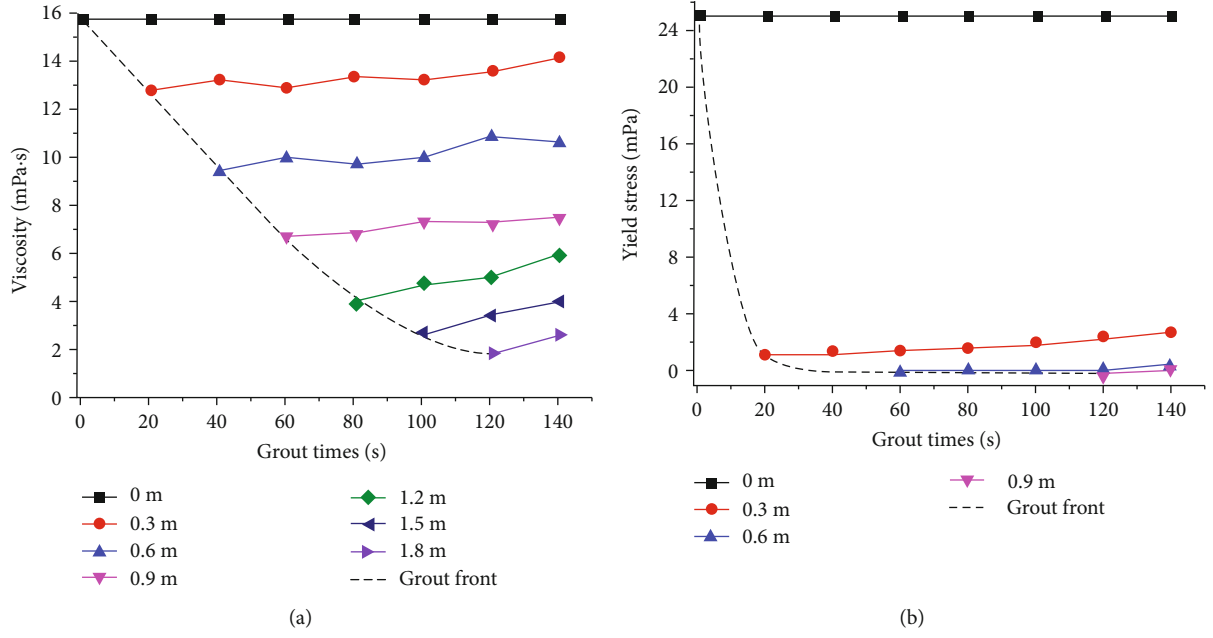 16
14
12
10
8
6
4
2
0
Viscosity (mPa·s)
0 20 40 60 80 100 120 140
Grout times (s)
0 m
0.3 m
0.6 m
0.9 m
1.2 m
1.5 m
1.8 m
Grout front
(a)
24
20
16
12
8
4
0
Yield stress (mPa)
0 20 40 60 80 100 120 140
Grout times (s)
0 m
0.3 m
0.6 m
0.9 m
Grout front
(b)